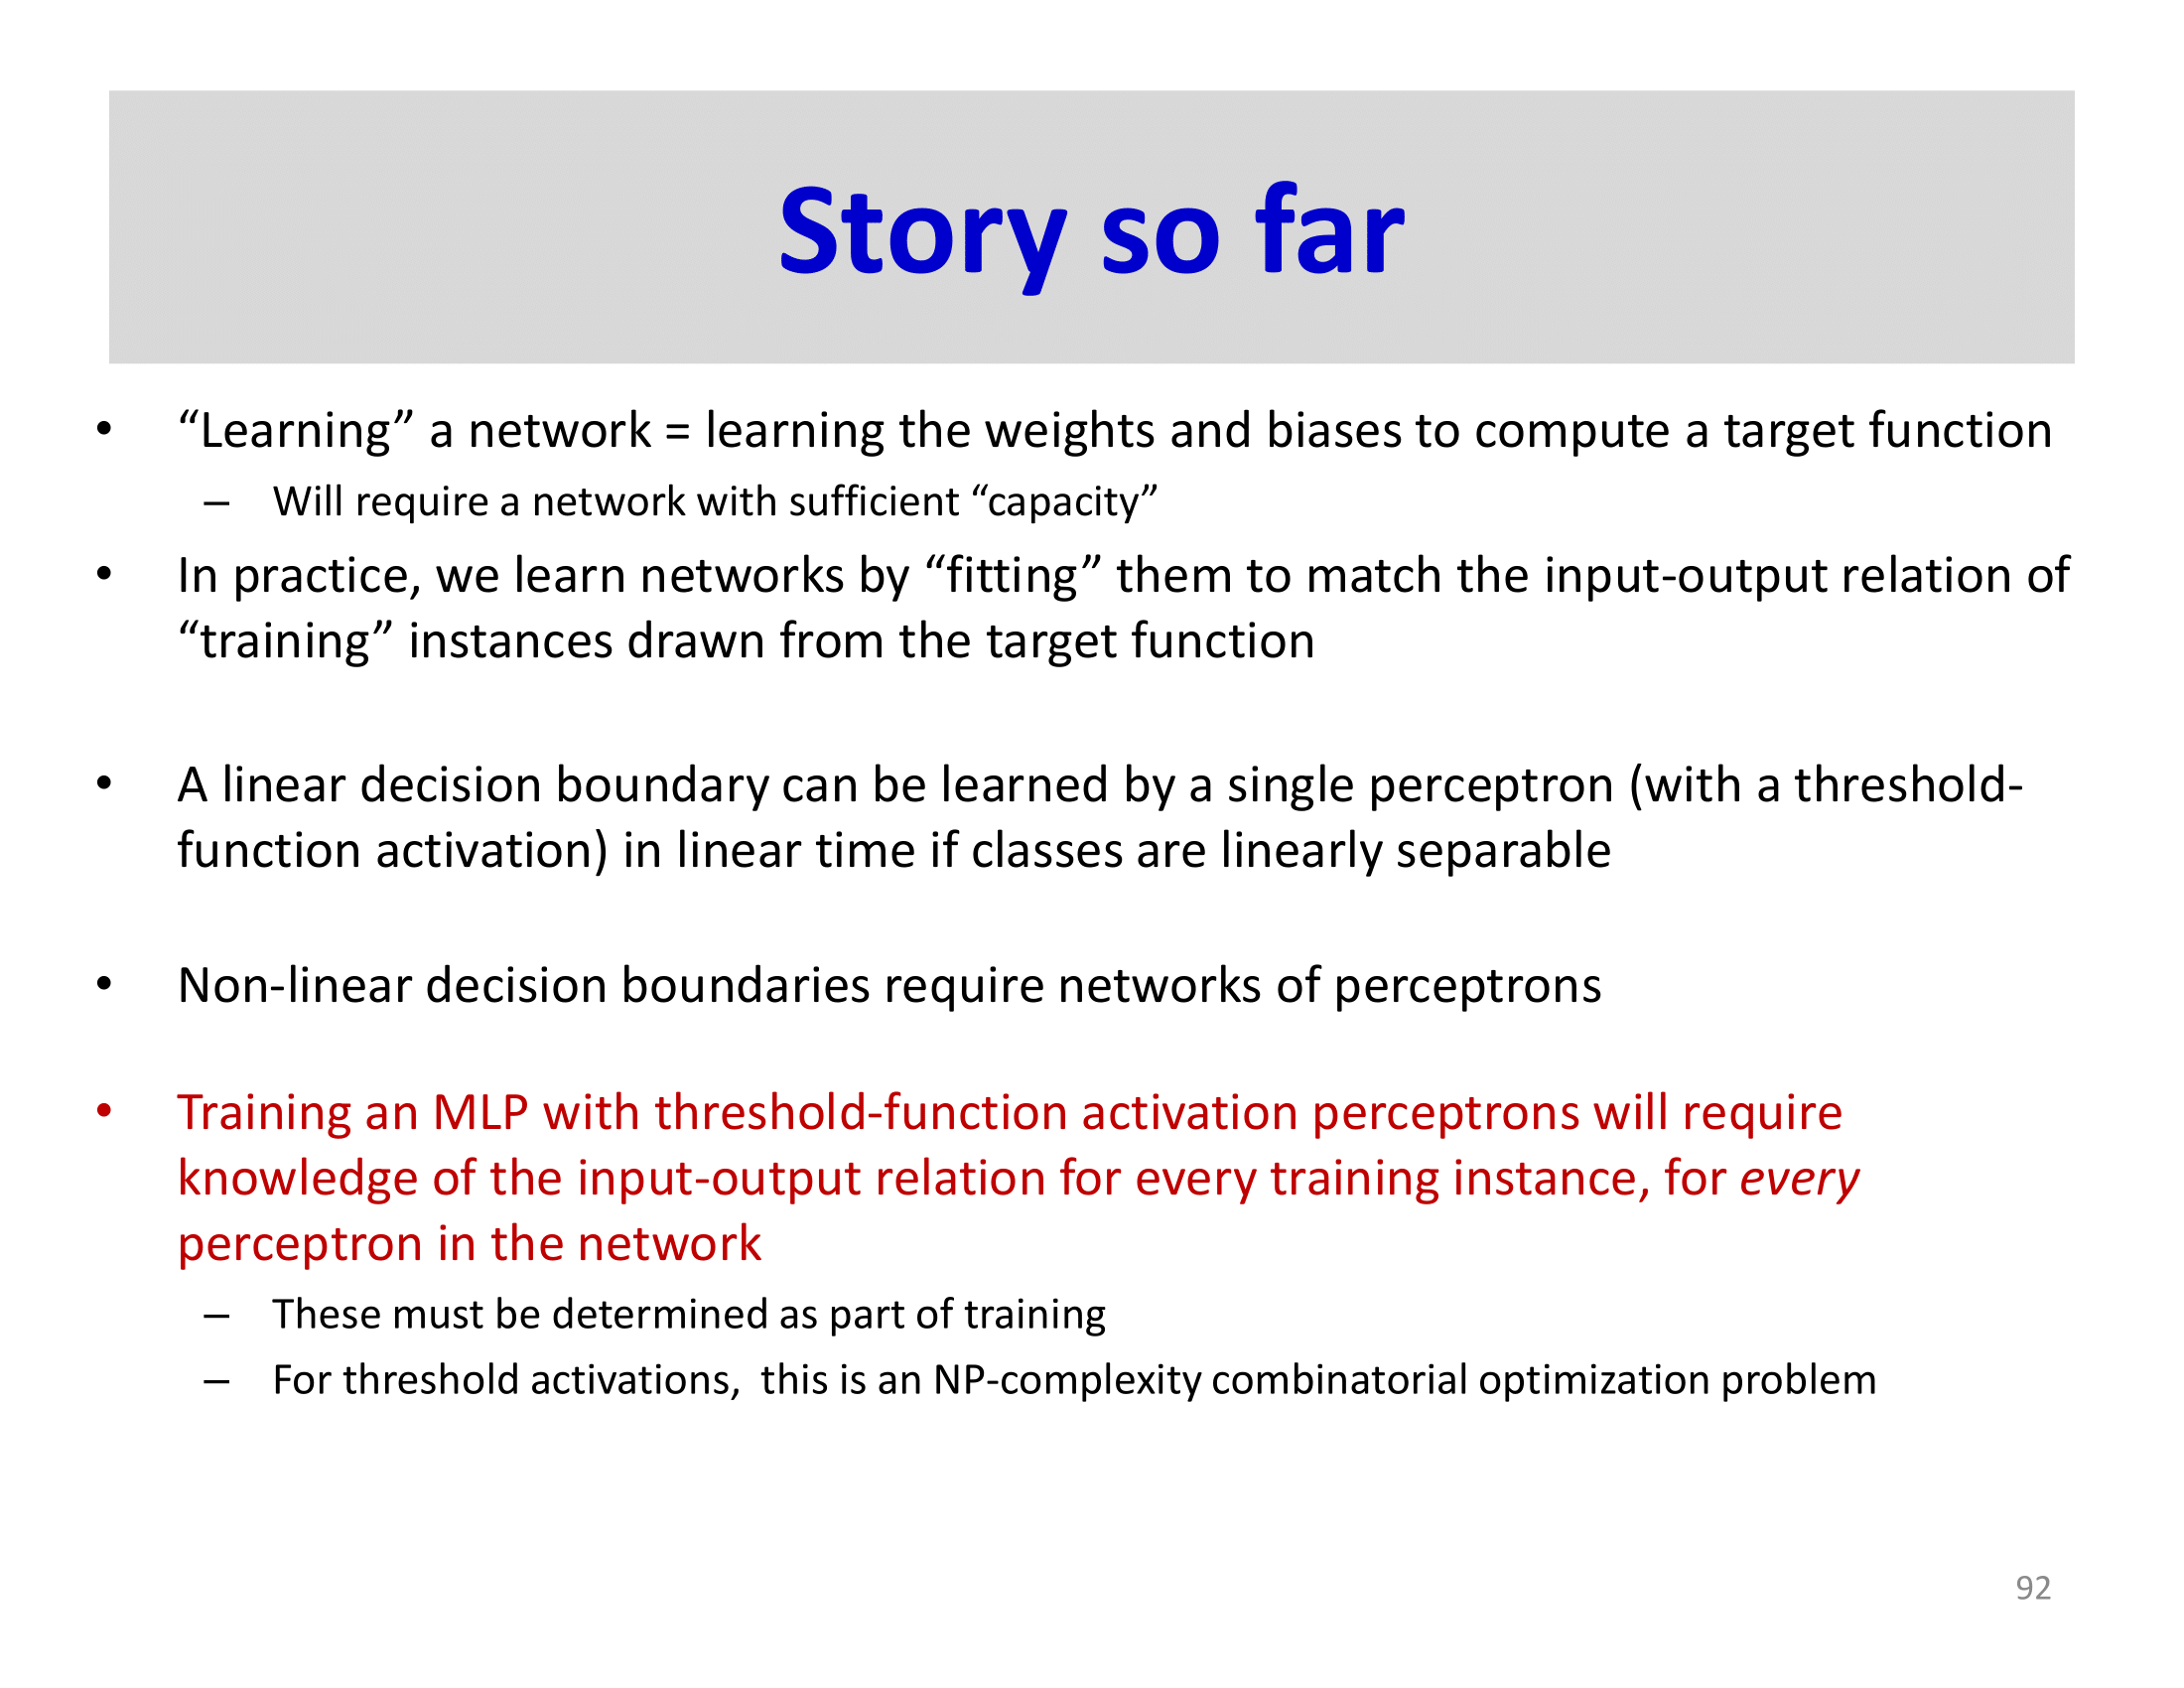 Story so far
• “Learning” a network = learning the weights and biases to compute a target function
– Will require a network with sufficient “capacity”
• In practice, we learn networks by “fitting” them to match the input-output relation of
“training” instances drawn from the target function
• A linear decision boundary can be learned by a single perceptron (with a threshold-
function activation) in linear time if classes are linearly separable
• Non-linear decision boundaries require networks of perceptrons
• Training an MLP with threshold-function activation perceptrons will require
knowledge of the input-output relation for every training instance, for every
perceptron in the network
– These must be determined as part of training
– For threshold activations,  this is an NP-complexity combinatorial optimization problem
92